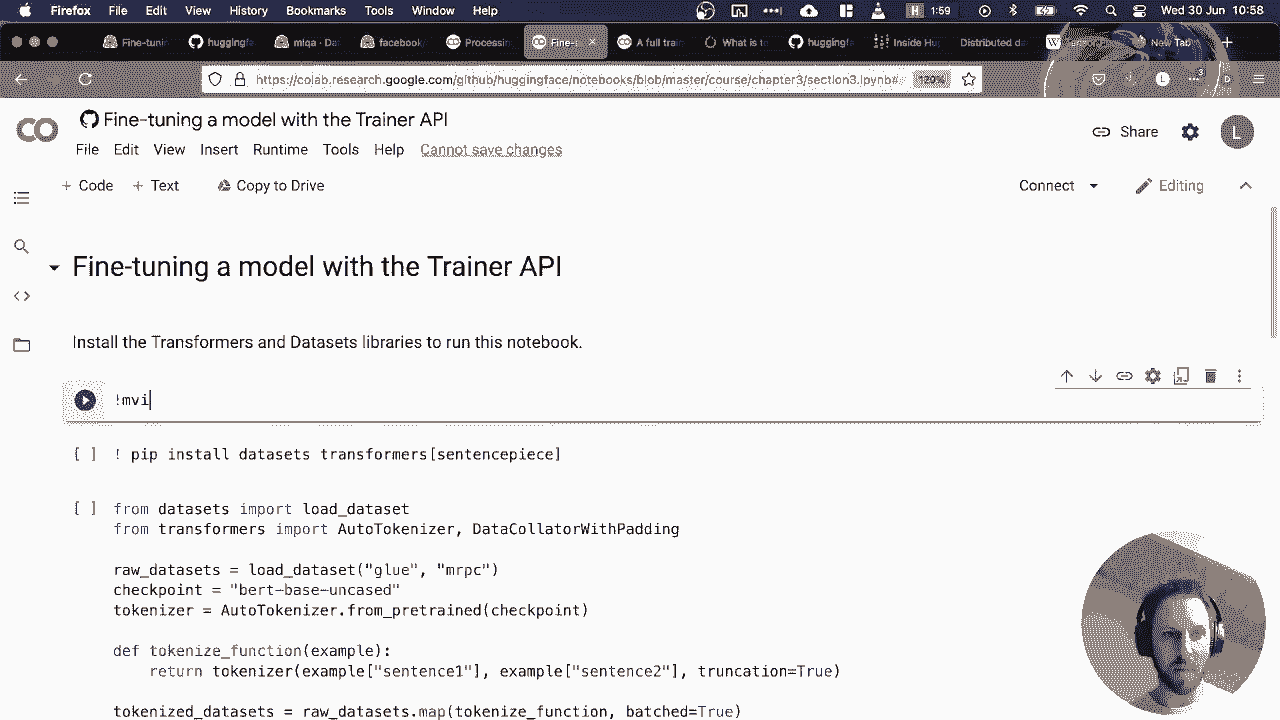 Firefox File Edit View History Bookmarks Tools Window Help 1:59 Wed 30 Jun 10:58
Fine-tunin huggingfa mlqa · Da facebook/ Processin Fine-t A full train What is to huggingfa Inside Hug Distributed da New Tab
https://colab.research.google.com/github/huggingface/notebooks/blob/master/course/chapter3/section3.ipynb# 120%
CO Fine-tuning a model with the Trainer API
File Edit View Insert Runtime Tools Help Cannot save changes
Share L
+ Code + Text Copy to Drive Connect Editing
Fine-tuning a model with the Trainer API
Install the Transformers and Datasets libraries to run this notebook.
!mvi
[ ] ! pip install datasets transformers[sentencepiece]
[ ] from datasets import load_dataset
from transformers import AutoTokenizer, DataCollatorWithPadding
raw_datasets = load_dataset("glue", "mrpc")
checkpoint = "bert-base-uncased"
tokenizer = AutoTokenizer.from_pretrained(checkpoint)
def tokenize_function(example):
return tokenizer(example["sentence1"], example["sentence2"], truncation=True)
tokenized_datasets = raw_datasets.map(tokenize_function, batched=True)